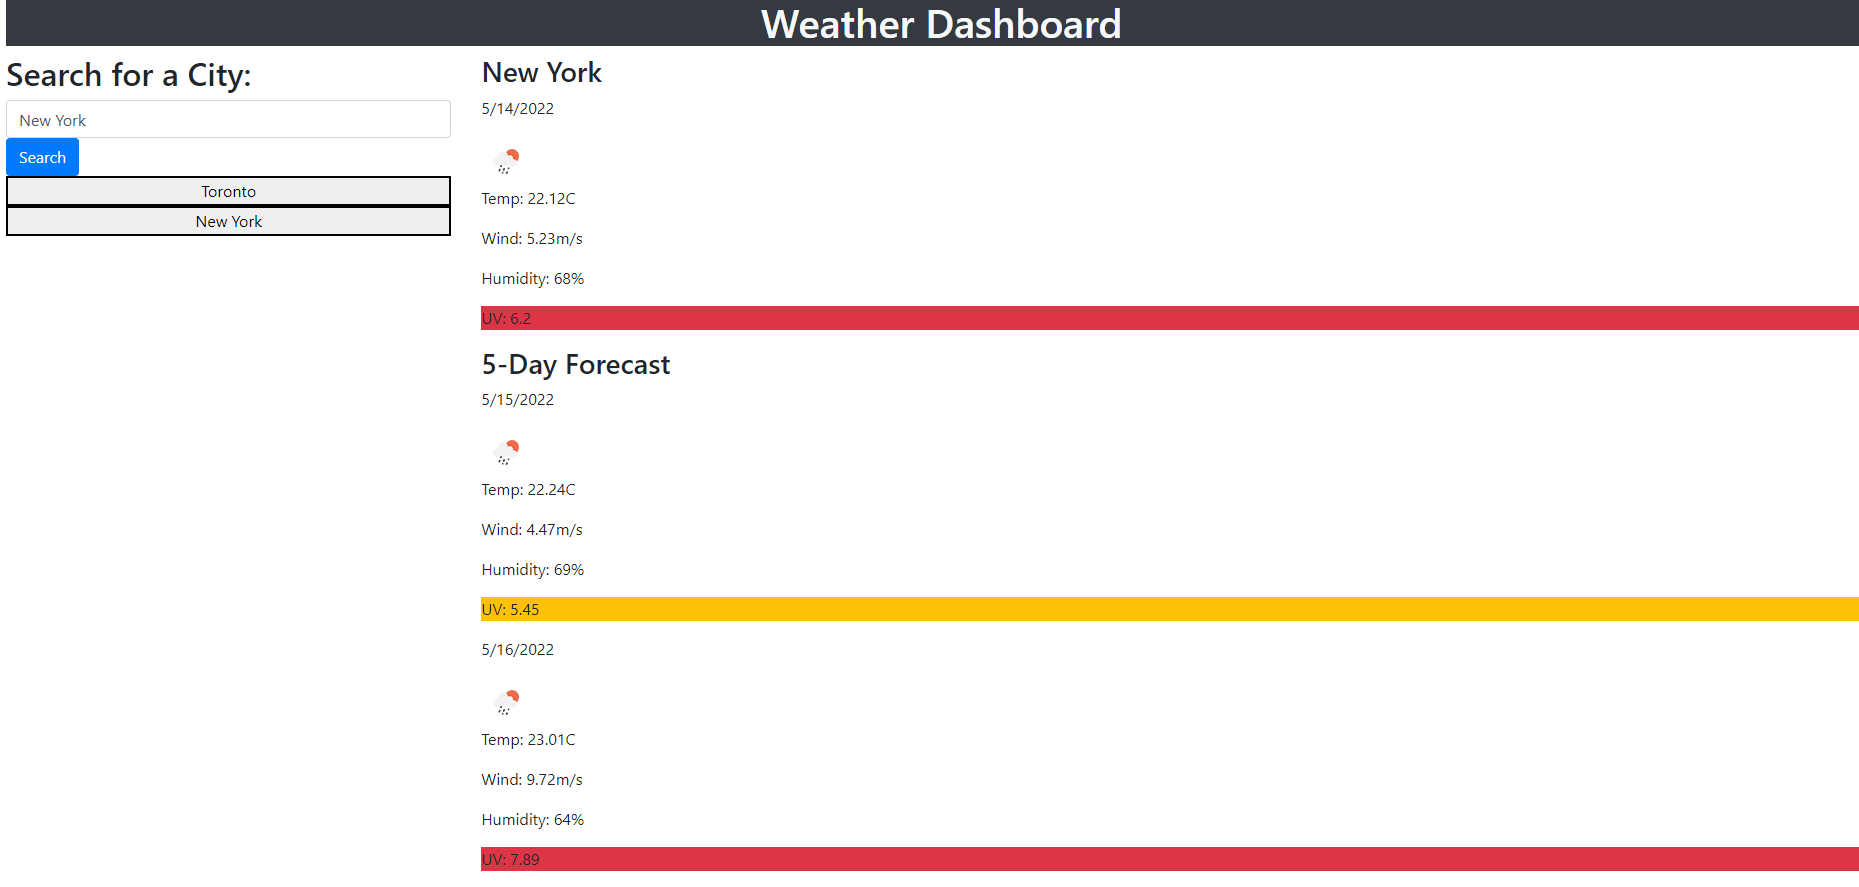 Weather Dashboard
Search for a City:
New York
Search
Toronto
New York
New York
5/14/2022
Temp: 22.12C
Wind: 5.23m/s
Humidity: 68%
UV: 6.2
5-Day Forecast
5/15/2022
Temp: 22.24C
Wind: 4.47m/s
Humidity: 69%
UV: 5.45
5/16/2022
Temp: 23.01C
Wind: 9.72m/s
Humidity: 64%
UV: 7.89